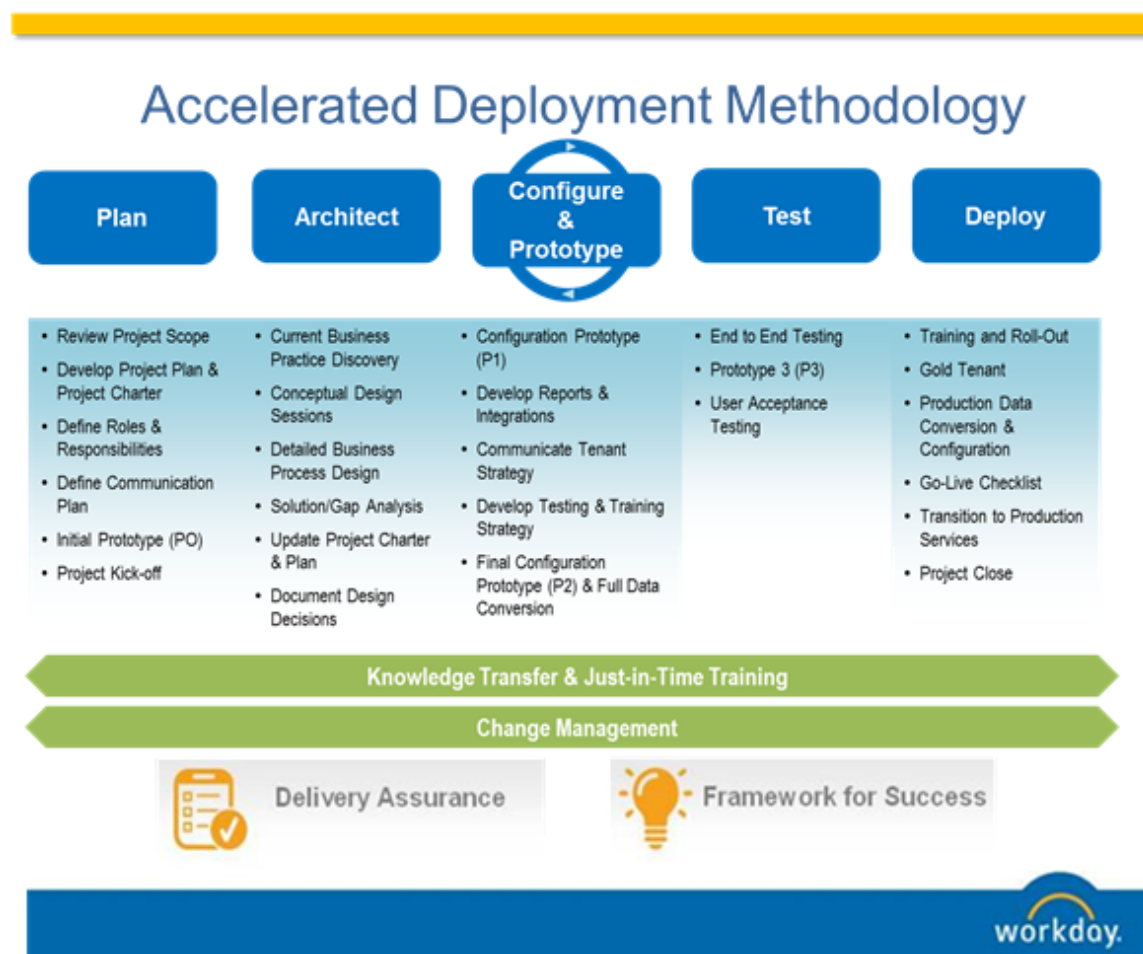 Accelerated Deployment Methodology
Plan
Architect
Configure
&
Prototype
Test
Deploy
• Review Project Scope
• Develop Project Plan &
Project Charter
• Define Roles &
Responsibilities
• Define Communication
Plan
• Initial Prototype (PO)
• Project Kick-off
• Current Business
Practice Discovery
• Conceptual Design
Sessions
• Detailed Business
Process Design
• Solution/Gap Analysis
• Update Project Charter
& Plan
• Document Design
Decisions
• Configuration Prototype
(P1)
• Develop Reports &
Integrations
• Communicate Tenant
Strategy
• Develop Testing & Training
Strategy
• Final Configuration
Prototype (P2) & Full Data
Conversion
• End to End Testing
• Prototype 3 (P3)
• User Acceptance
Testing
• Training and Roll-Out
• Gold Tenant
• Production Data
Conversion &
Configuration
• Go-Live Checklist
• Transition to Production
Services
• Project Close
Knowledge Transfer & Just-in-Time Training
Change Management
Delivery Assurance
Framework for Success
workday.